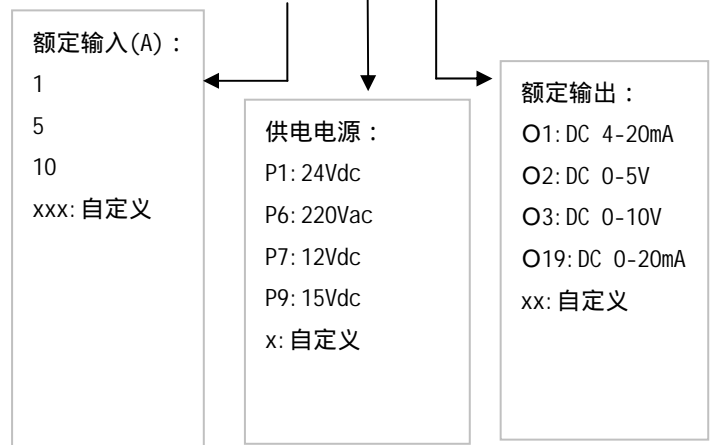 额定输入(A)：
1
5
10
xxx:自定义
供电电源：
P1:24Vdc
P6:220Vac
P7:12Vdc
P9:15Vdc
x:自定义
额定输出：
O1:DC 4-20mA
O2:DC 0-5V
O3:DC 0-10V
O19:DC 0-20mA
xx:自定义